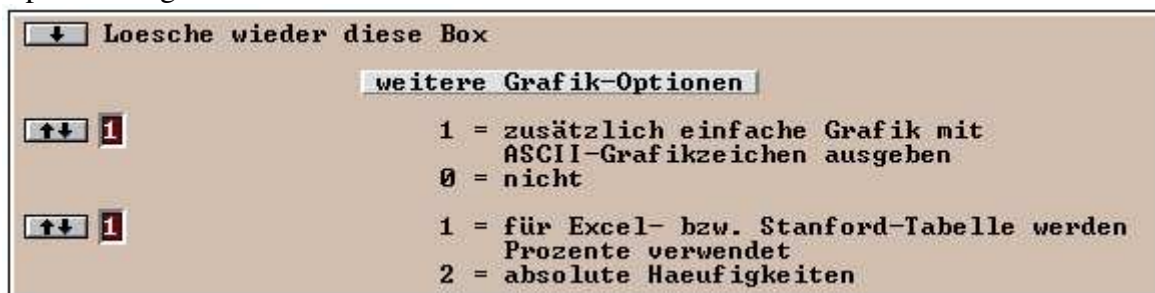 Loesche wieder diese Box
weitere Grafik-Optionen
1 1 = zusätzlich einfache Grafik mit
ASCII-Grafikzeichen ausgeben
0 = nicht
1 1 = für Excel- bzw. Stanford-Tabelle werden
Prozente verwendet
2 = absolute Haeufigkeiten